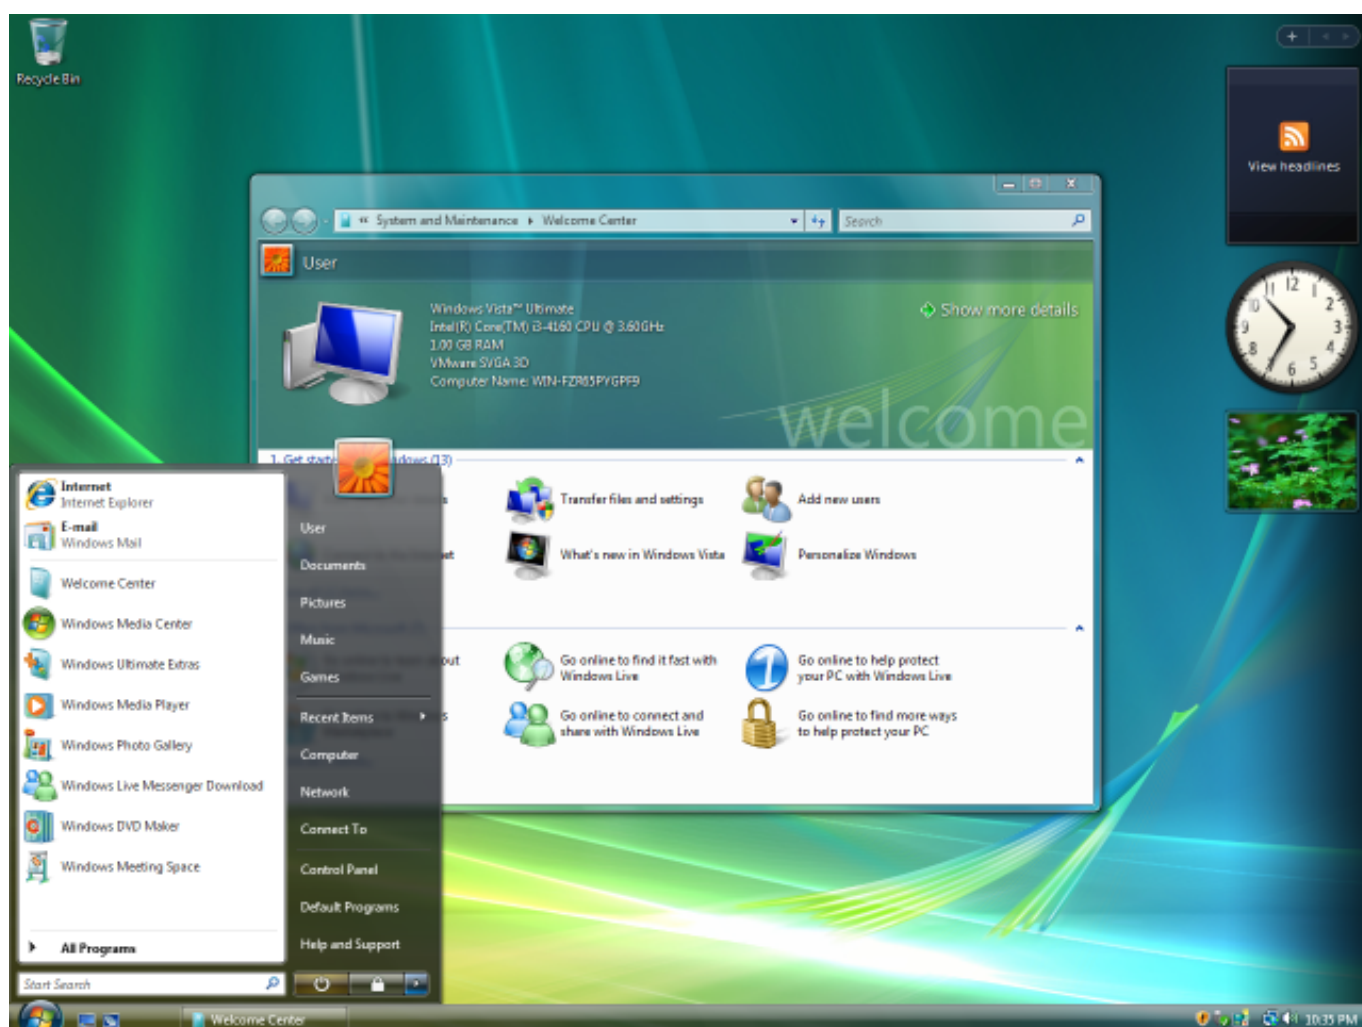 Recycle Bin
View headlines
System and Maintenance
Welcome Center
Search
User
Windows Vista™ Ultimate
Intel(R) Core(TM) i3-4160 CPU @ 3.60GHz
1.00 GB RAM
VMware SVGA 3D
Computer Name: WIN-FZR65PYGPF9
Show more details
welcome
Transfer files and settings
Add new users
What's new in Windows Vista
Personalize Windows
Go online to find it fast with
Windows Live
Go online to help protect
your PC with Windows Live
Go online to connect and
share with Windows Live
Go online to find more ways
to help protect your PC
Internet
Internet Explorer
E-mail
Windows Mail
Welcome Center
Windows Media Center
Windows Ultimate Extras
Windows Media Player
Windows Photo Gallery
Windows Live Messenger Download
Windows DVD Maker
Windows Meeting Space
All Programs
Start Search
User
Documents
Pictures
Music
Games
Recent Items
Computer
Network
Connect To
Control Panel
Default Programs
Help and Support
Welcome Center
10:35 PM